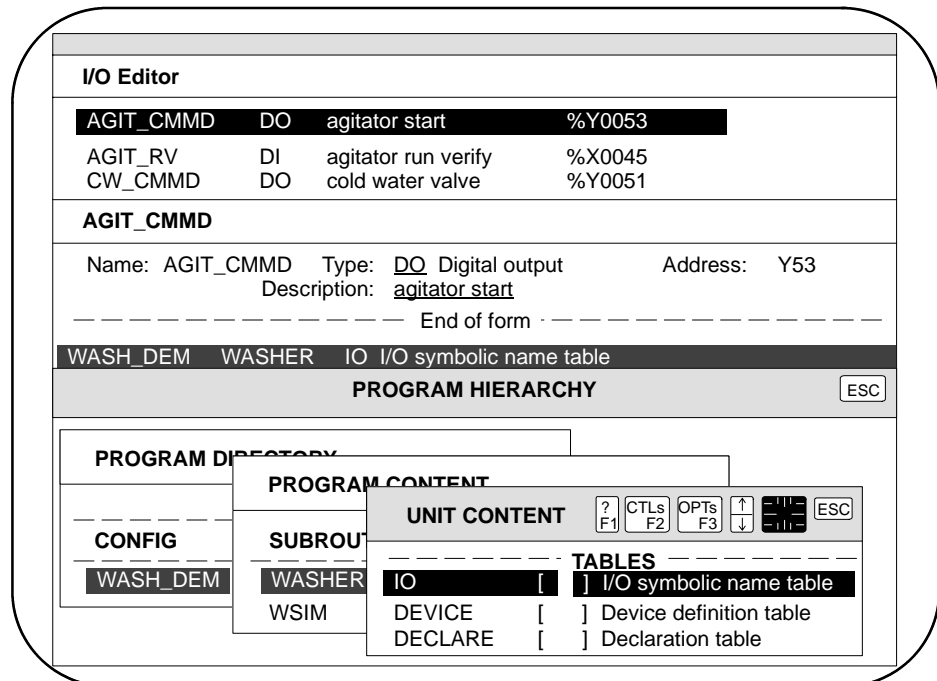 I/O Editor
AGIT_CMMD DO agitator start %Y0053
AGIT_RV DI agitator run verify %X0045
CW_CMMD DO cold water valve %Y0051
AGIT_CMMD
Name: AGIT_CMMD Type: DO Digital output Address: Y53
Description: agitator start
End of form
WASH_DEM WASHER IO I/O symbolic name table
PROGRAM HIERARCHY ESC
PROGRAM DIRECTORY
PROGRAM CONTENT
UNIT CONTENT ? F1 CTLs F2 OPTs F3 ↑ ↓ ESC
CONFIG SUBROUT
TABLES
WASH_DEM WASHER IO [ ] I/O symbolic name table
WSIM DEVICE [ ] Device definition table
DECLARE [ ] Declaration table